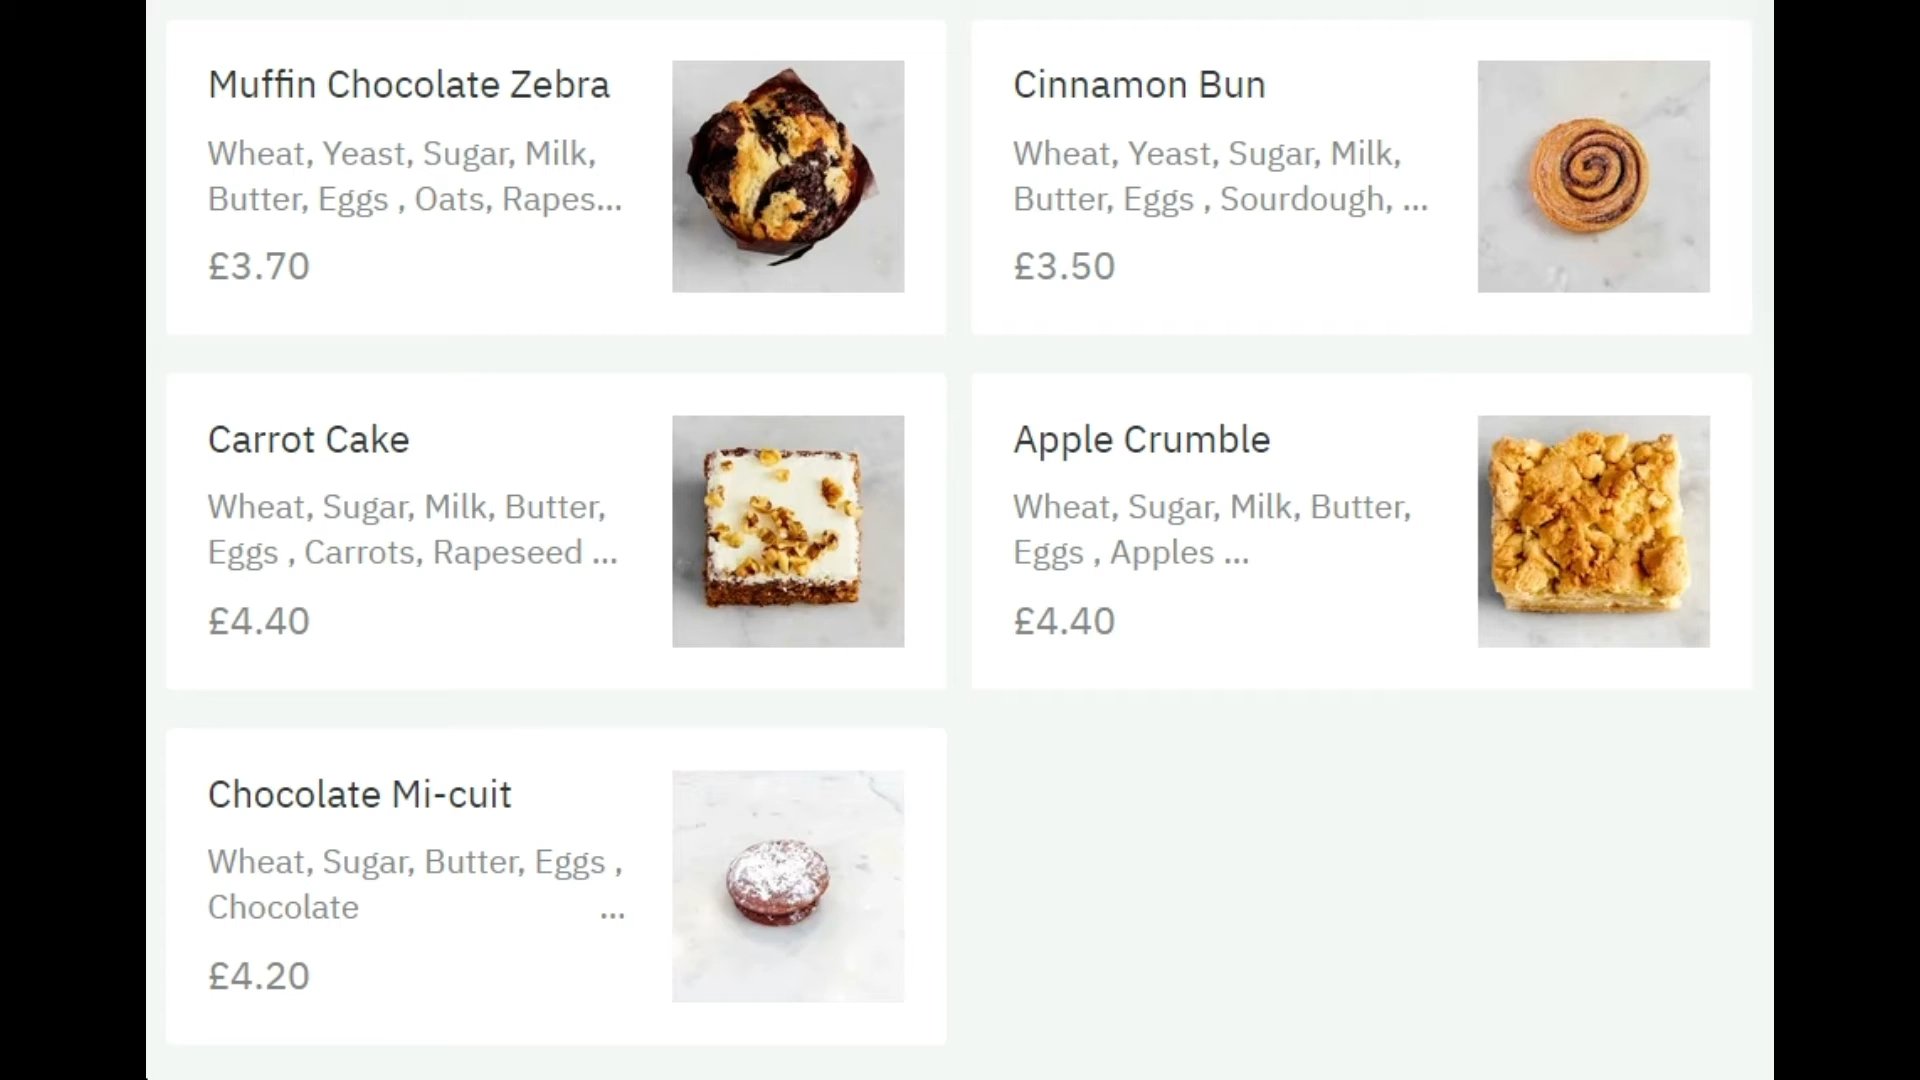 Muffin Chocolate Zebra
Wheat, Yeast, Sugar, Milk,
Butter, Eggs , Oats, Rapes...
£3.70
Cinnamon Bun
Wheat, Yeast, Sugar, Milk,
Butter, Eggs , Sourdough, ...
£3.50
Carrot Cake
Wheat, Sugar, Milk, Butter,
Eggs , Carrots, Rapeseed ...
£4.40
Apple Crumble
Wheat, Sugar, Milk, Butter,
Eggs , Apples ...
£4.40
Chocolate Mi-cuit
Wheat, Sugar, Butter, Eggs ,
Chocolate ...
£4.20